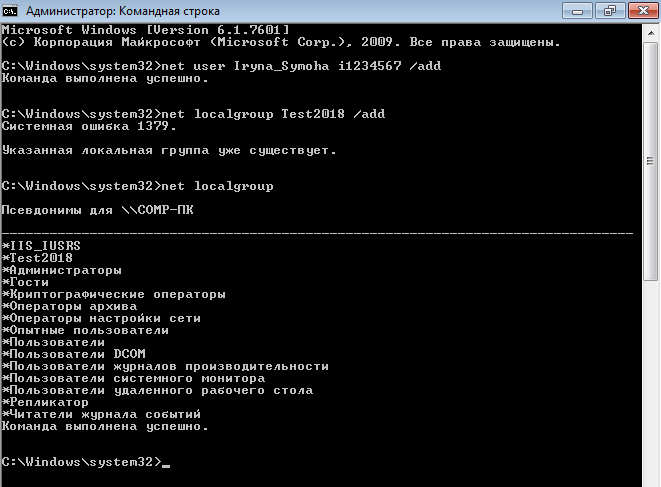 Администратор: Командная строка
Microsoft Windows [Version 6.1.7601]
(c) Корпорация Майкрософт (Microsoft Corp.), 2009. Все права защищены.
C:\Windows\system32>net user Iryna_Symoha i1234567 /add
Команда выполнена успешно.
C:\Windows\system32>net localgroup Test2018 /add
Системная ошибка 1379.
Указанная локальная группа уже существует.
C:\Windows\system32>net localgroup
Псевдонимы для \\COMP-ПК
-------------------------------------------------------------------------------
*IIS_IUSRS
*Test2018
*Администраторы
*Гости
*Криптографические операторы
*Операторы архива
*Операторы настройки сети
*Опытные пользователи
*Пользователи
*Пользователи DCOM
*Пользователи журналов производительности
*Пользователи системного монитора
*Пользователи удаленного рабочего стола
*Репликатор
*Читатели журнала событий
Команда выполнена успешно.
C:\Windows\system32>_